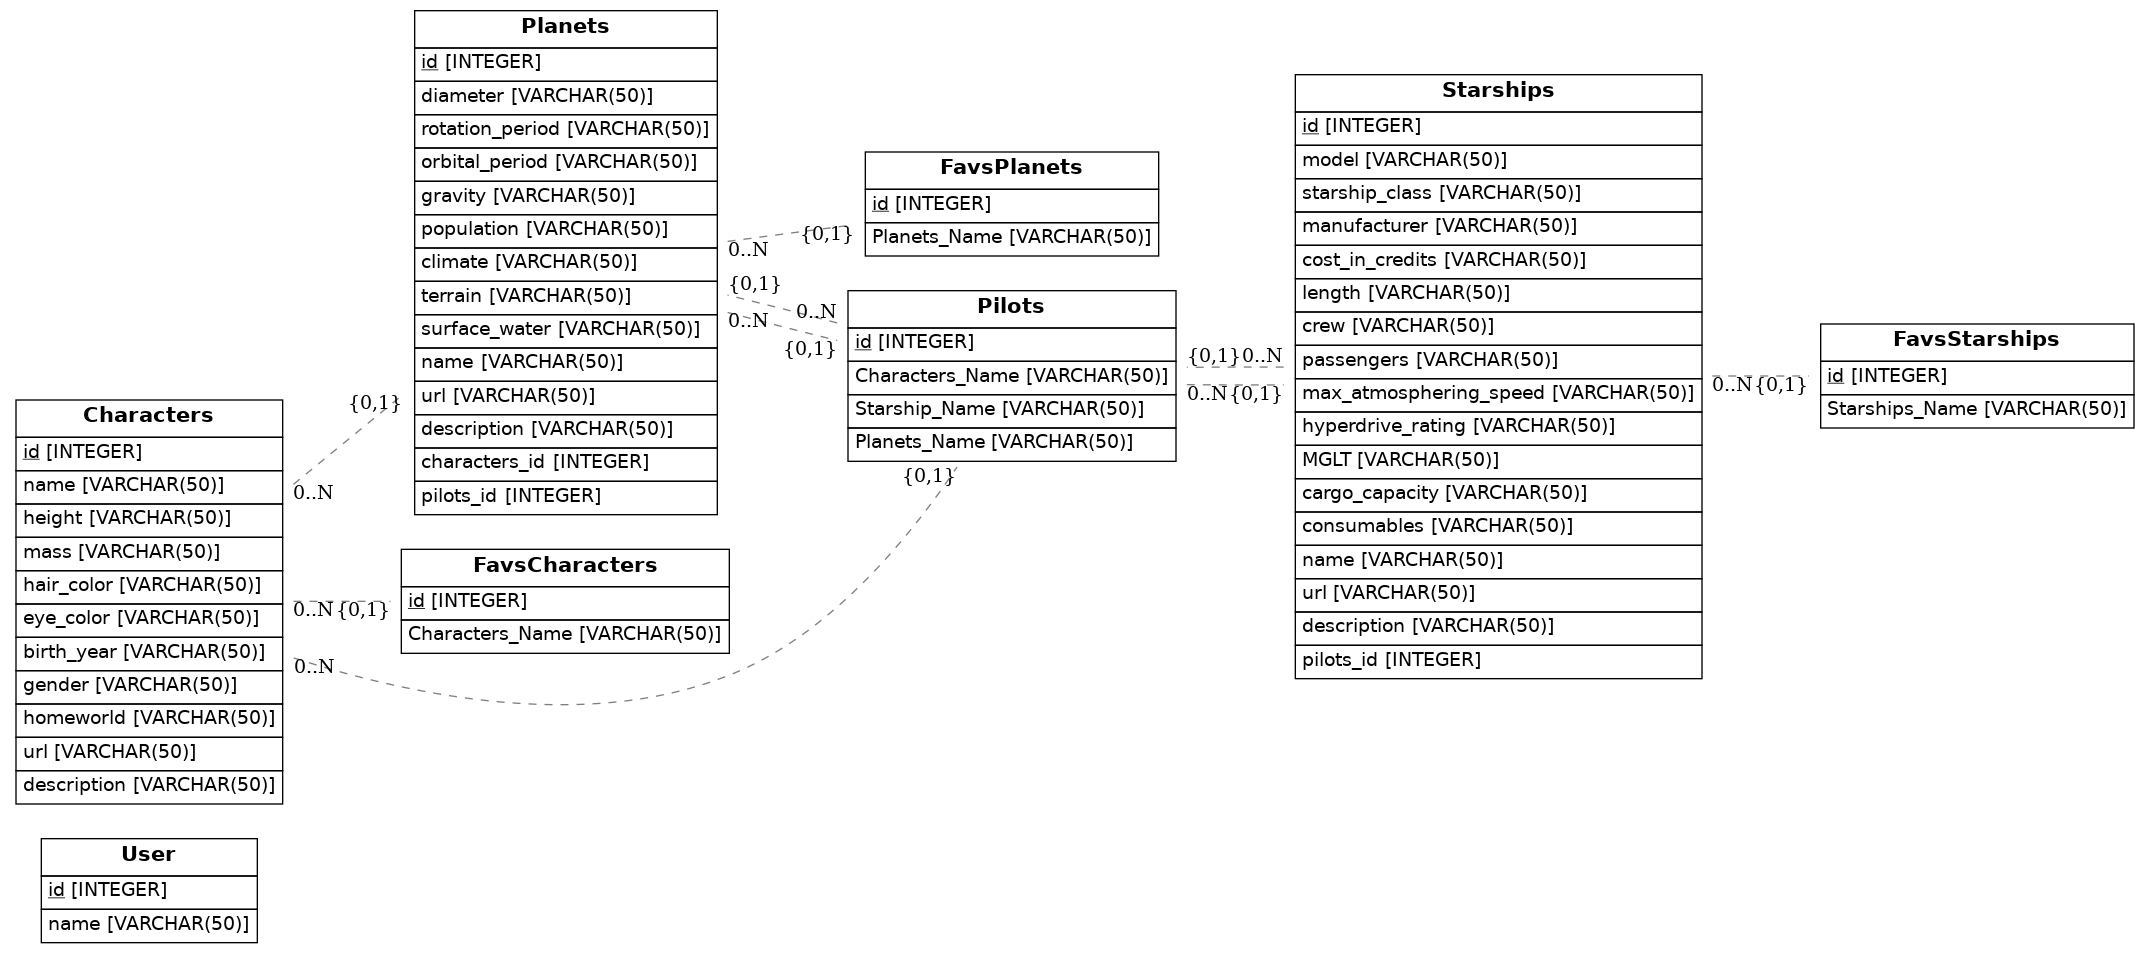 Planets
id [INTEGER]
diameter [VARCHAR(50)]
rotation_period [VARCHAR(50)]
orbital_period [VARCHAR(50)]
gravity [VARCHAR(50)]
population [VARCHAR(50)]
climate [VARCHAR(50)]
terrain [VARCHAR(50)]
surface_water [VARCHAR(50)]
name [VARCHAR(50)]
url [VARCHAR(50)]
description [VARCHAR(50)]
characters_id [INTEGER]
pilots_id [INTEGER]
0..N
{0,1}
{0,1}
0..N
0..N
{0,1}
FavsPlanets
id [INTEGER]
Planets_Name [VARCHAR(50)]
Pilots
id [INTEGER]
Characters_Name [VARCHAR(50)]
Starship_Name [VARCHAR(50)]
Planets_Name [VARCHAR(50)]
{0,1}
{0,1}
0..N
0..N
{0,1}
Starships
id [INTEGER]
model [VARCHAR(50)]
starship_class [VARCHAR(50)]
manufacturer [VARCHAR(50)]
cost_in_credits [VARCHAR(50)]
length [VARCHAR(50)]
crew [VARCHAR(50)]
passengers [VARCHAR(50)]
max_atmosphering_speed [VARCHAR(50)]
hyperdrive_rating [VARCHAR(50)]
MGLT [VARCHAR(50)]
cargo_capacity [VARCHAR(50)]
consumables [VARCHAR(50)]
name [VARCHAR(50)]
url [VARCHAR(50)]
description [VARCHAR(50)]
pilots_id [INTEGER]
0..N
{0,1}
FavsStarships
id [INTEGER]
Starships_Name [VARCHAR(50)]
Characters
id [INTEGER]
name [VARCHAR(50)]
height [VARCHAR(50)]
mass [VARCHAR(50)]
hair_color [VARCHAR(50)]
eye_color [VARCHAR(50)]
birth_year [VARCHAR(50)]
gender [VARCHAR(50)]
homeworld [VARCHAR(50)]
url [VARCHAR(50)]
description [VARCHAR(50)]
{0,1}
0..N
0..N
{0,1}
0..N
FavsCharacters
id [INTEGER]
Characters_Name [VARCHAR(50)]
User
id [INTEGER]
name [VARCHAR(50)]